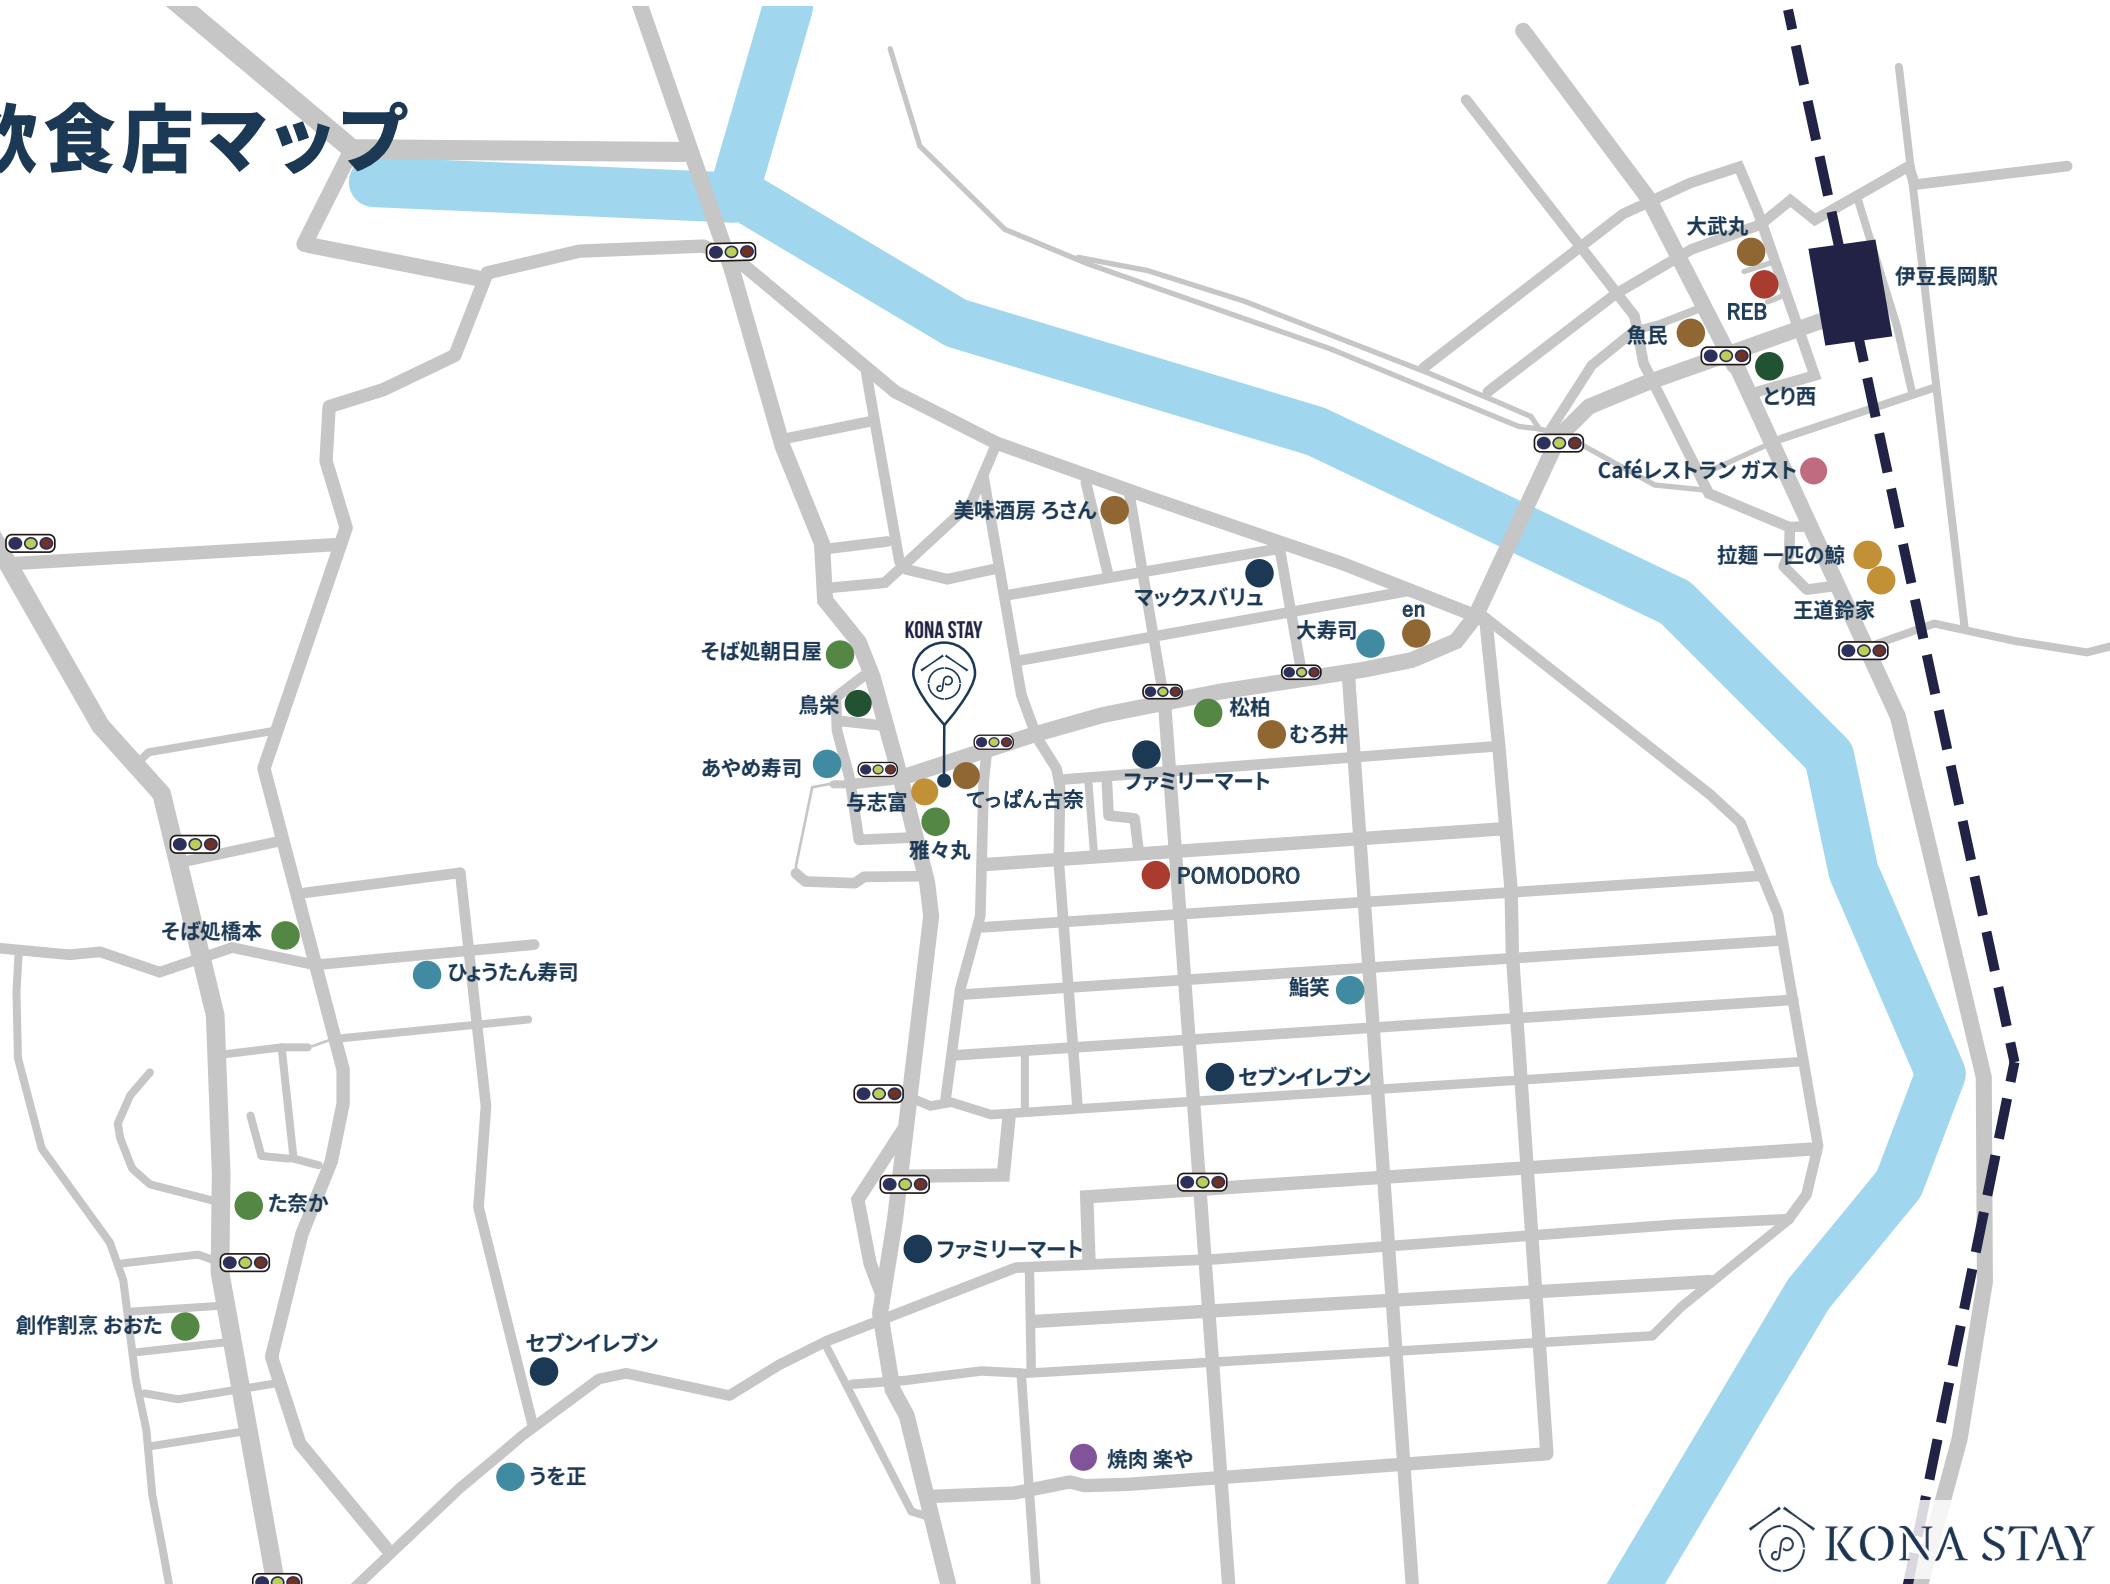 飲食店マップ
大武丸
伊豆長岡駅
REB
魚民
とり西
Caféレストラン ガスト
美味酒房 ろさん
拉麺 一匹の鯨
マックスバリュ
王道鈴家
en
大寿司
KONA STAY
そば処朝日屋
鳥栄
松柏
むろ井
あやめ寿司
ファミリーマート
与志富
てっぱん古奈
雅々丸
POMODORO
そば処橋本
ひょうたん寿司
鮨笑
セブンイレブン
た奈か
ファミリーマート
創作割烹 おおた
セブンイレブン
焼肉 楽や
うを正
KONA STAY